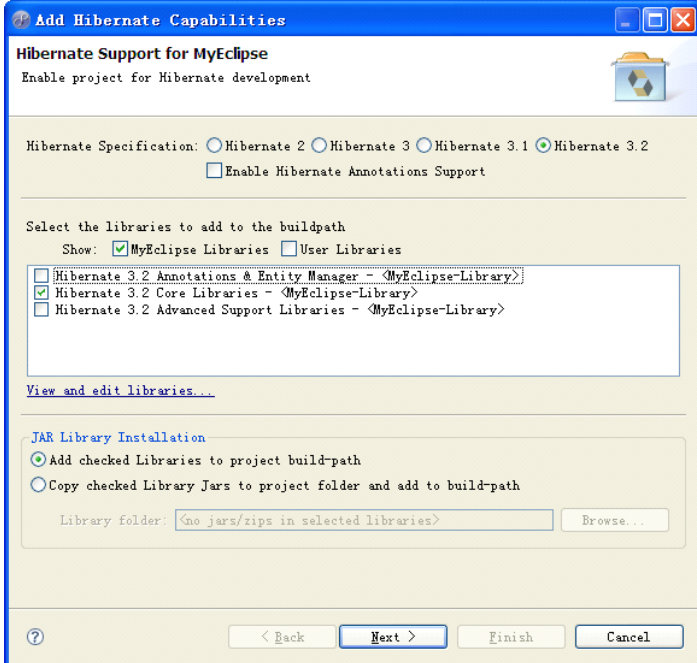 Add Hibernate Capabilities
Hibernate Support for MyEclipse
Enable project for Hibernate development
Hibernate Specification: Hibernate 2 Hibernate 3 Hibernate 3.1 Hibernate 3.2
Enable Hibernate Annotations Support
Select the libraries to add to the buildpath
Show: MyEclipse Libraries User Libraries
Hibernate 3.2 Annotations & Entity Manager - <MyEclipse-Library>
Hibernate 3.2 Core Libraries - <MyEclipse-Library>
Hibernate 3.2 Advanced Support Libraries - <MyEclipse-Library>
View and edit libraries...
JAR Library Installation
Add checked Libraries to project build-path
Copy checked Library Jars to project folder and add to build-path
Library folder: <no jars/zips in selected libraries> Browse...
? < Back Next > Finish Cancel